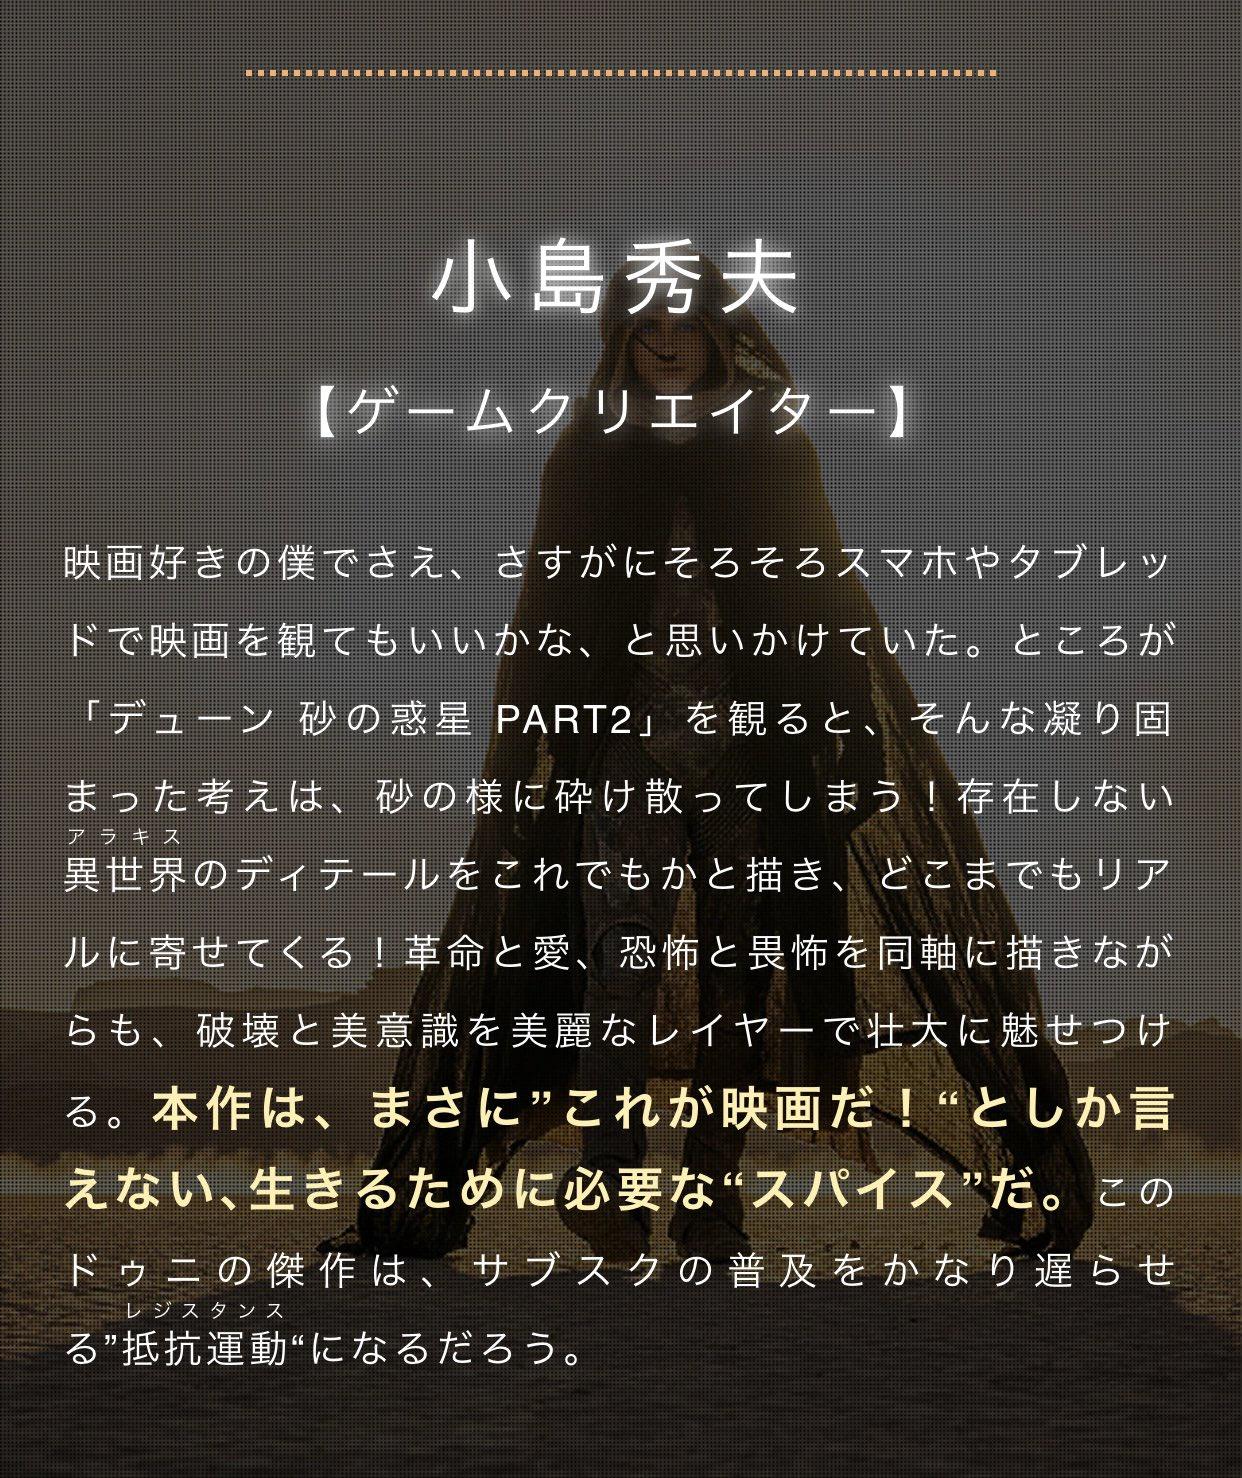 小島秀夫
【ゲームクリエイター】
映画好きの僕でさえ、さすがにそろそろスマホやタブレッ
ドで映画を観てもいいかな、と思いかけていた。ところが
「デューン 砂の惑星 PART2」を観ると、そんな凝り固
まった考えは、砂の様に砕け散ってしまう！存在しない
アラキス
異世界のディテールをこれでもかと描き、どこまでもリア
ルに寄せてくる！革命と愛、恐怖と畏怖を同軸に描きなが
らも、破壊と美意識を美麗なレイヤーで壮大に魅せつけ
る。本作は、まさに”これが映画だ！“としか言
えない、生きるために必要な“スパイス”だ。この
ドゥニの傑作は、サブスクの普及をかなり遅らせ
レジスタンス
る”抵抗運動“になるだろう。